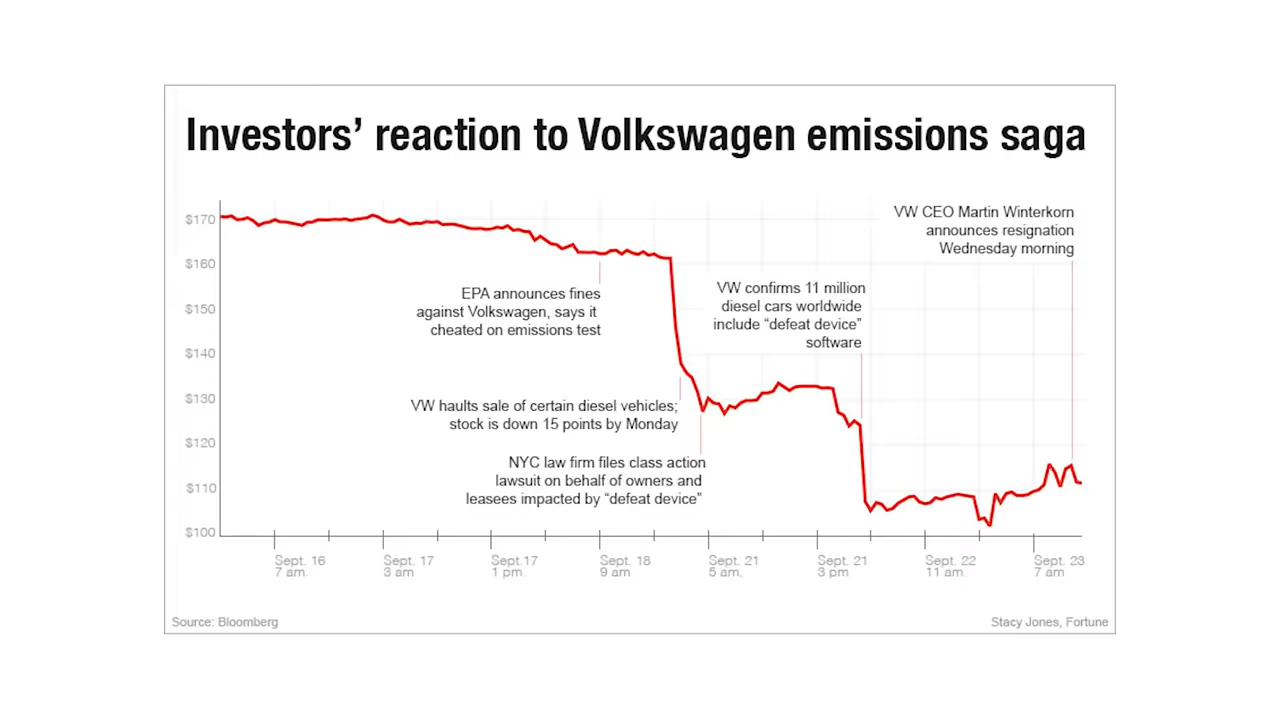 Investors’ reaction to Volkswagen emissions saga
$170
$160
$150
$140
$130
$120
$110
$100
VW CEO Martin Winterkorn
announces resignation
Wednesday morning
EPA announces fines
against Volkswagen, says it
cheated on emissions test
VW confirms 11 million
diesel cars worldwide
include “defeat device”
software
VW haults sale of certain diesel vehicles;
stock is down 15 points by Monday
NYC law firm files class action
lawsuit on behalf of owners and
leasees impacted by “defeat device”
Sept. 16
7 am.
Sept. 17
3 am
Sept.17
1 pm.
Sept. 18
9 am
Sept. 21
5 am,
Sept. 21
3 pm
Sept. 22
11 am.
Sept. 23
7 am
Source: Bloomberg
Stacy Jones, Fortune